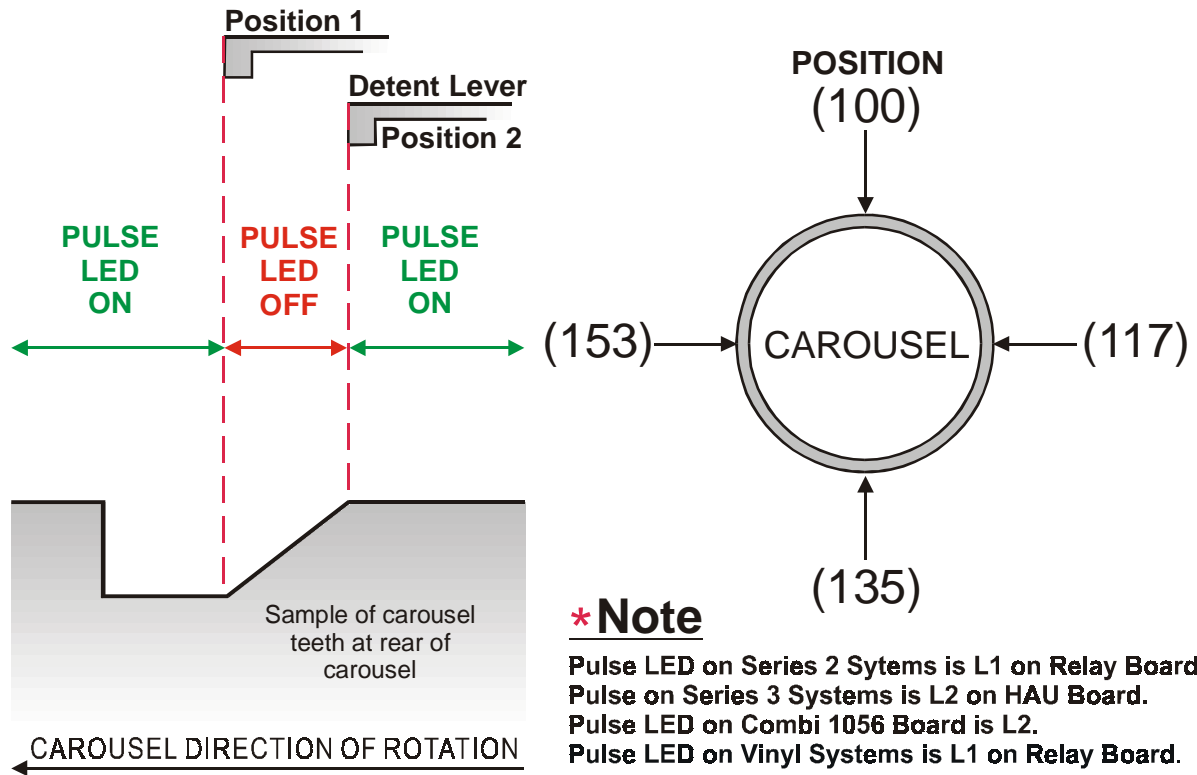 Position 1
Detent Lever
Position 2
PULSE
LED
ON
PULSE
LED
OFF
PULSE
LED
ON
Sample of carousel
teeth at rear of
carousel
CAROUSEL DIRECTION OF ROTATION
POSITION
(100)
(153)
CAROUSEL
(117)
(135)
*Note
Pulse LED on Series 2 Sytems is L1 on Relay Board
Pulse on Series 3 Systems is L2 on HAU Board.
Pulse LED on Combi 1056 Board is L2.
Pulse LED on Vinyl Systems is L1 on Relay Board.